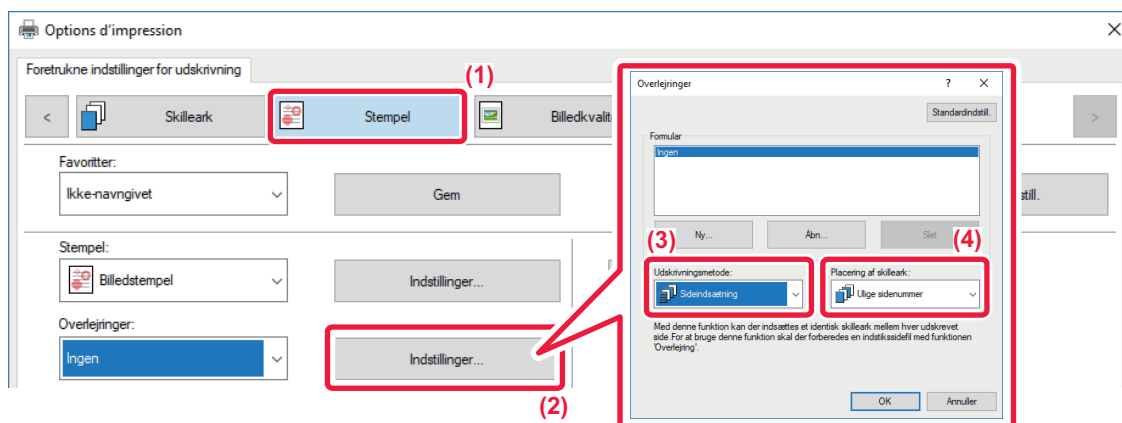 Options d'impression
Foretrukne indstillinger for udskrivning
(1)
< Skilleark Stempel Billedkvalit >
Favoritter:
Ikke-navngivet Gem still.
Stempel:
Billedstempel Indstillinger...
Overlejringer:
Ingen Indstillinger...
(2)
Overlejringer ?
Standardindstill.
Formular
Ingen
Ny... Åbn... Slet
(3) (4)
Udskrivningsmetode: Placering af skilleark:
Sideindsætning Ulige sidenummer
Med denne funktion kan der indsættes et identisk skilleark mellem hver udskrevet
side.For at bruge denne funktion skal der forberedes en indstikssidefil med funktionen
'Overlejring'.
OK Annuller